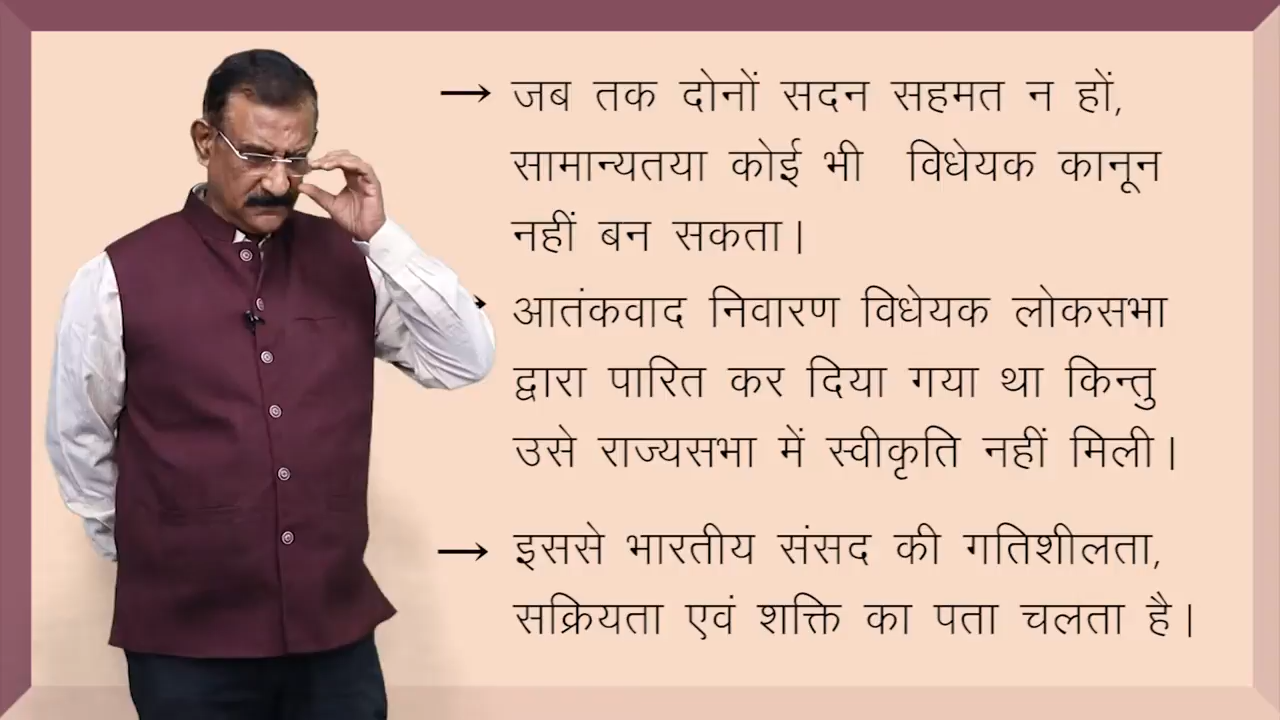 → जब तक दोनों सदन सहमत न हों,
सामान्यतया कोई भी विधेयक कानून
नहीं बन सकता।
आतंकवाद निवारण विधेयक लोकसभा
द्वारा पारित कर दिया गया था किन्तु
उसे राज्यसभा में स्वीकृति नहीं मिली।
→ इससे भारतीय संसद की गतिशीलता,
सक्रियता एवं शक्ति का पता चलता है।